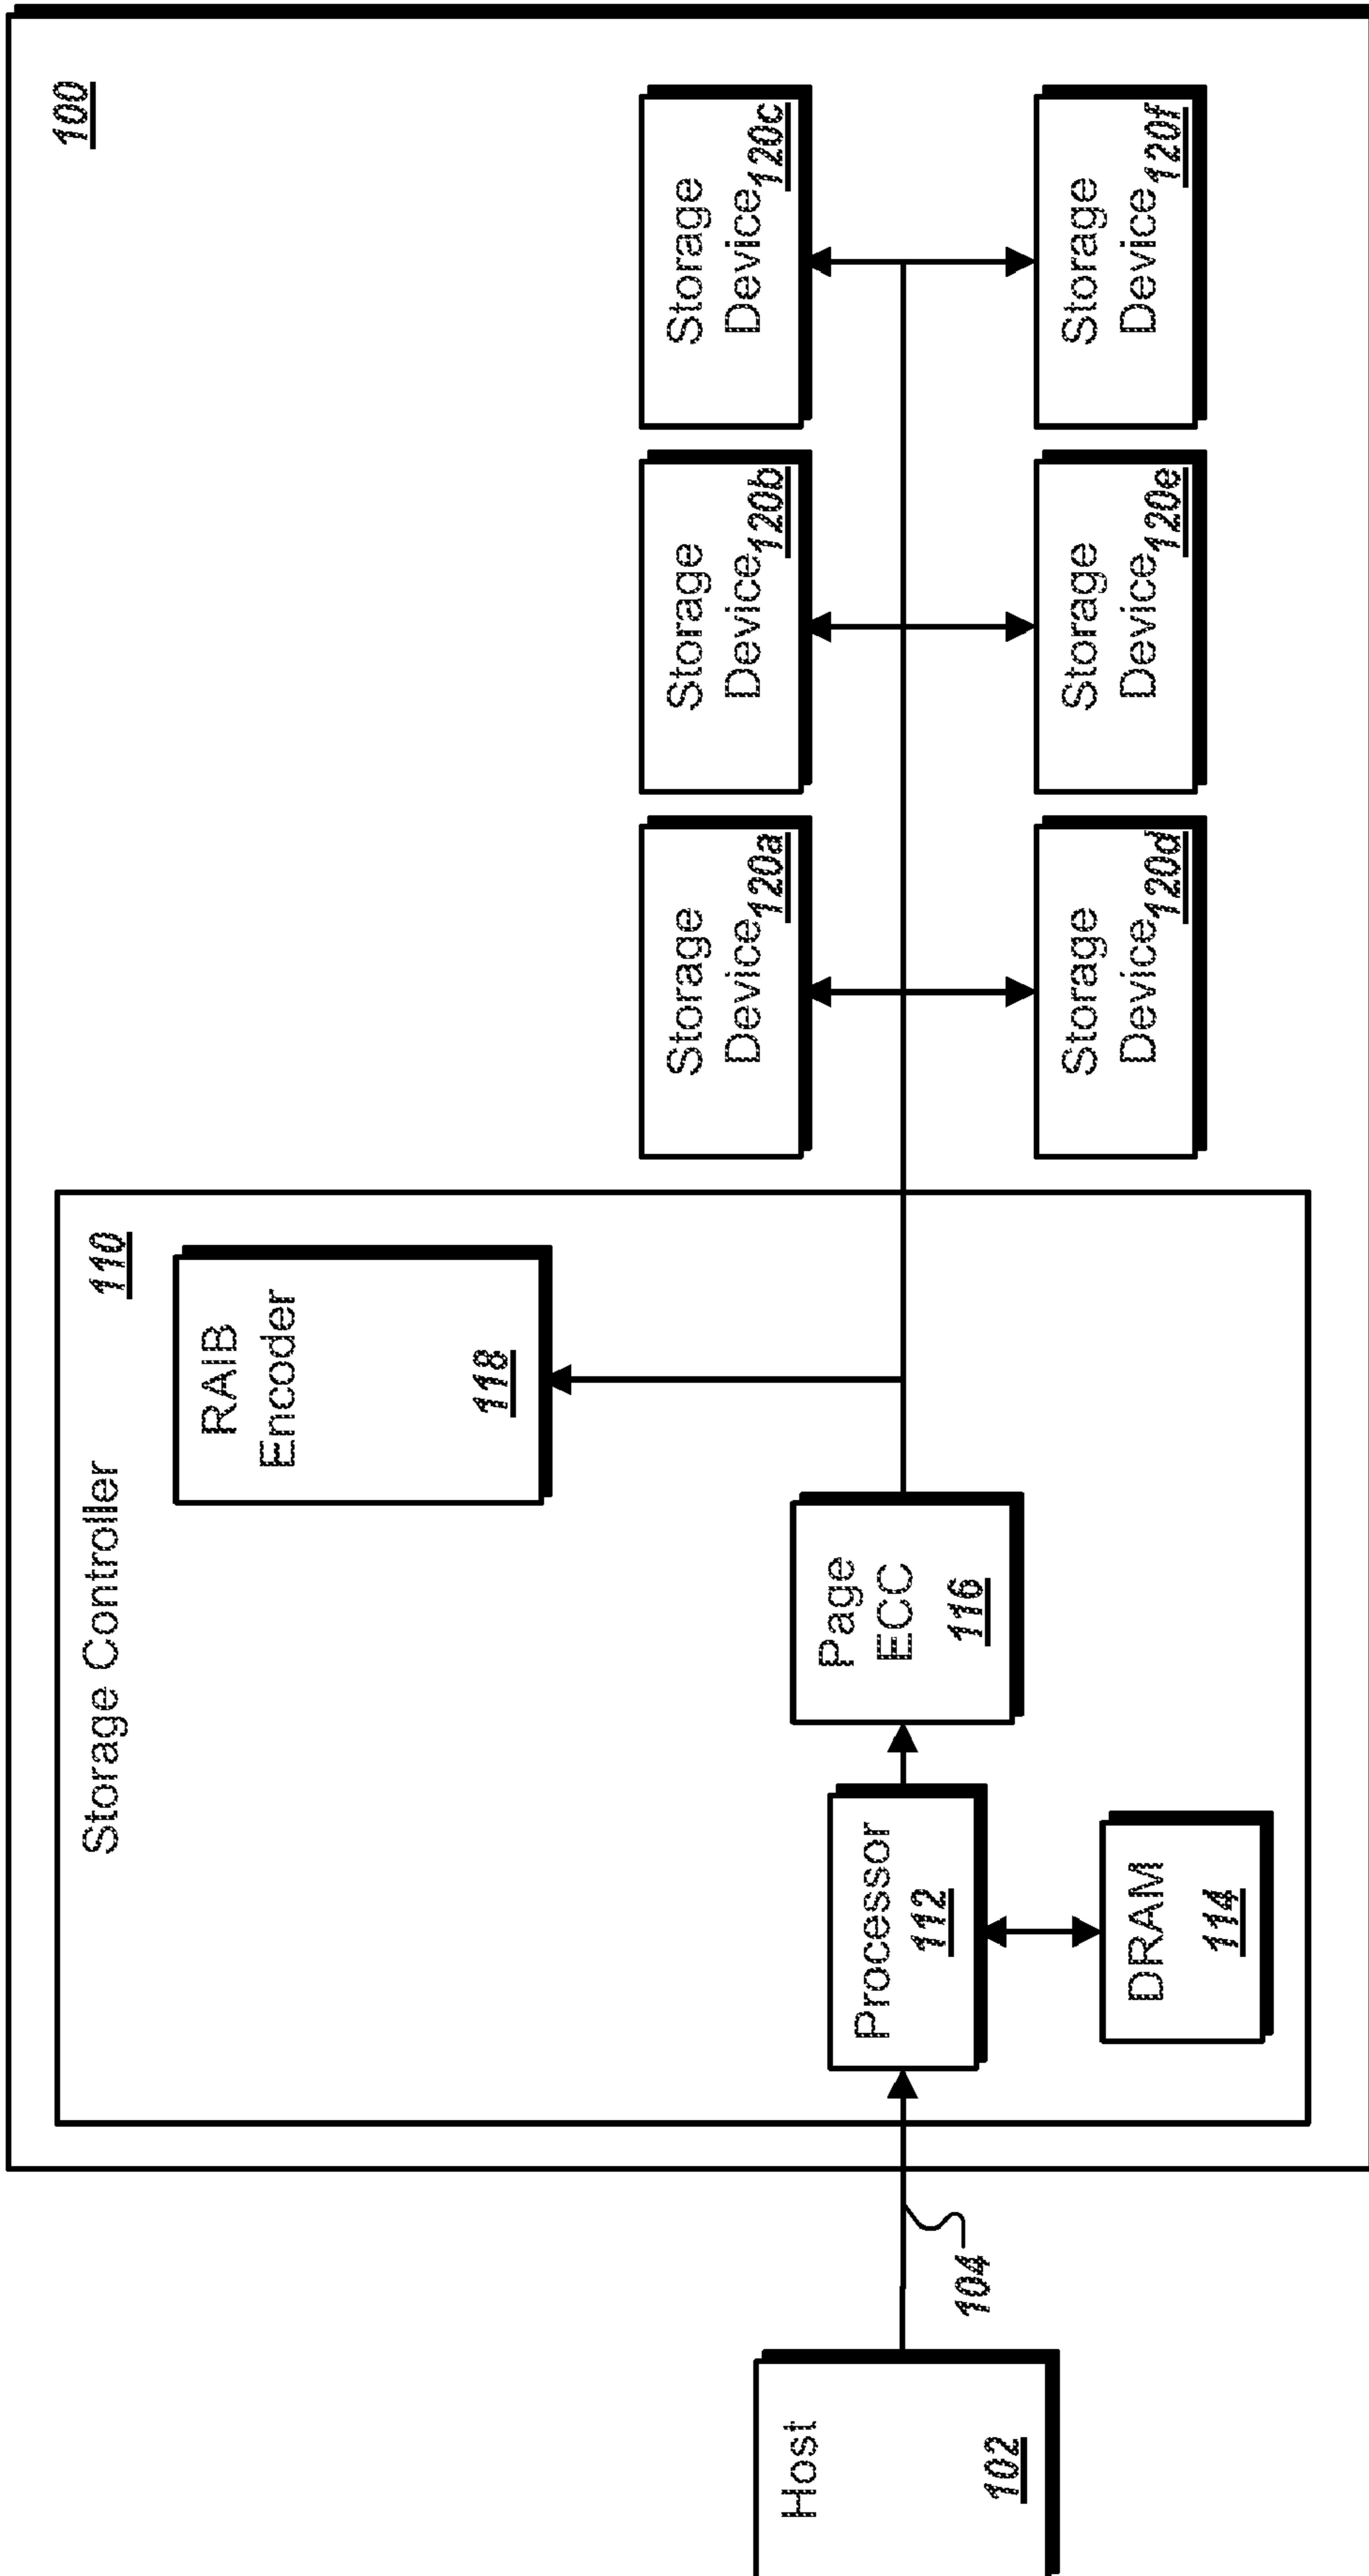 100
Storage Controller
110
RAIB
Encoder
118
Storage
Device 120a
Storage
Device 120b
Storage
Device 120c
Host
102
104
Processor
112
Page
ECC
116
DRAM
114
Storage
Device 120d
Storage
Device 120e
Storage
Device 120f